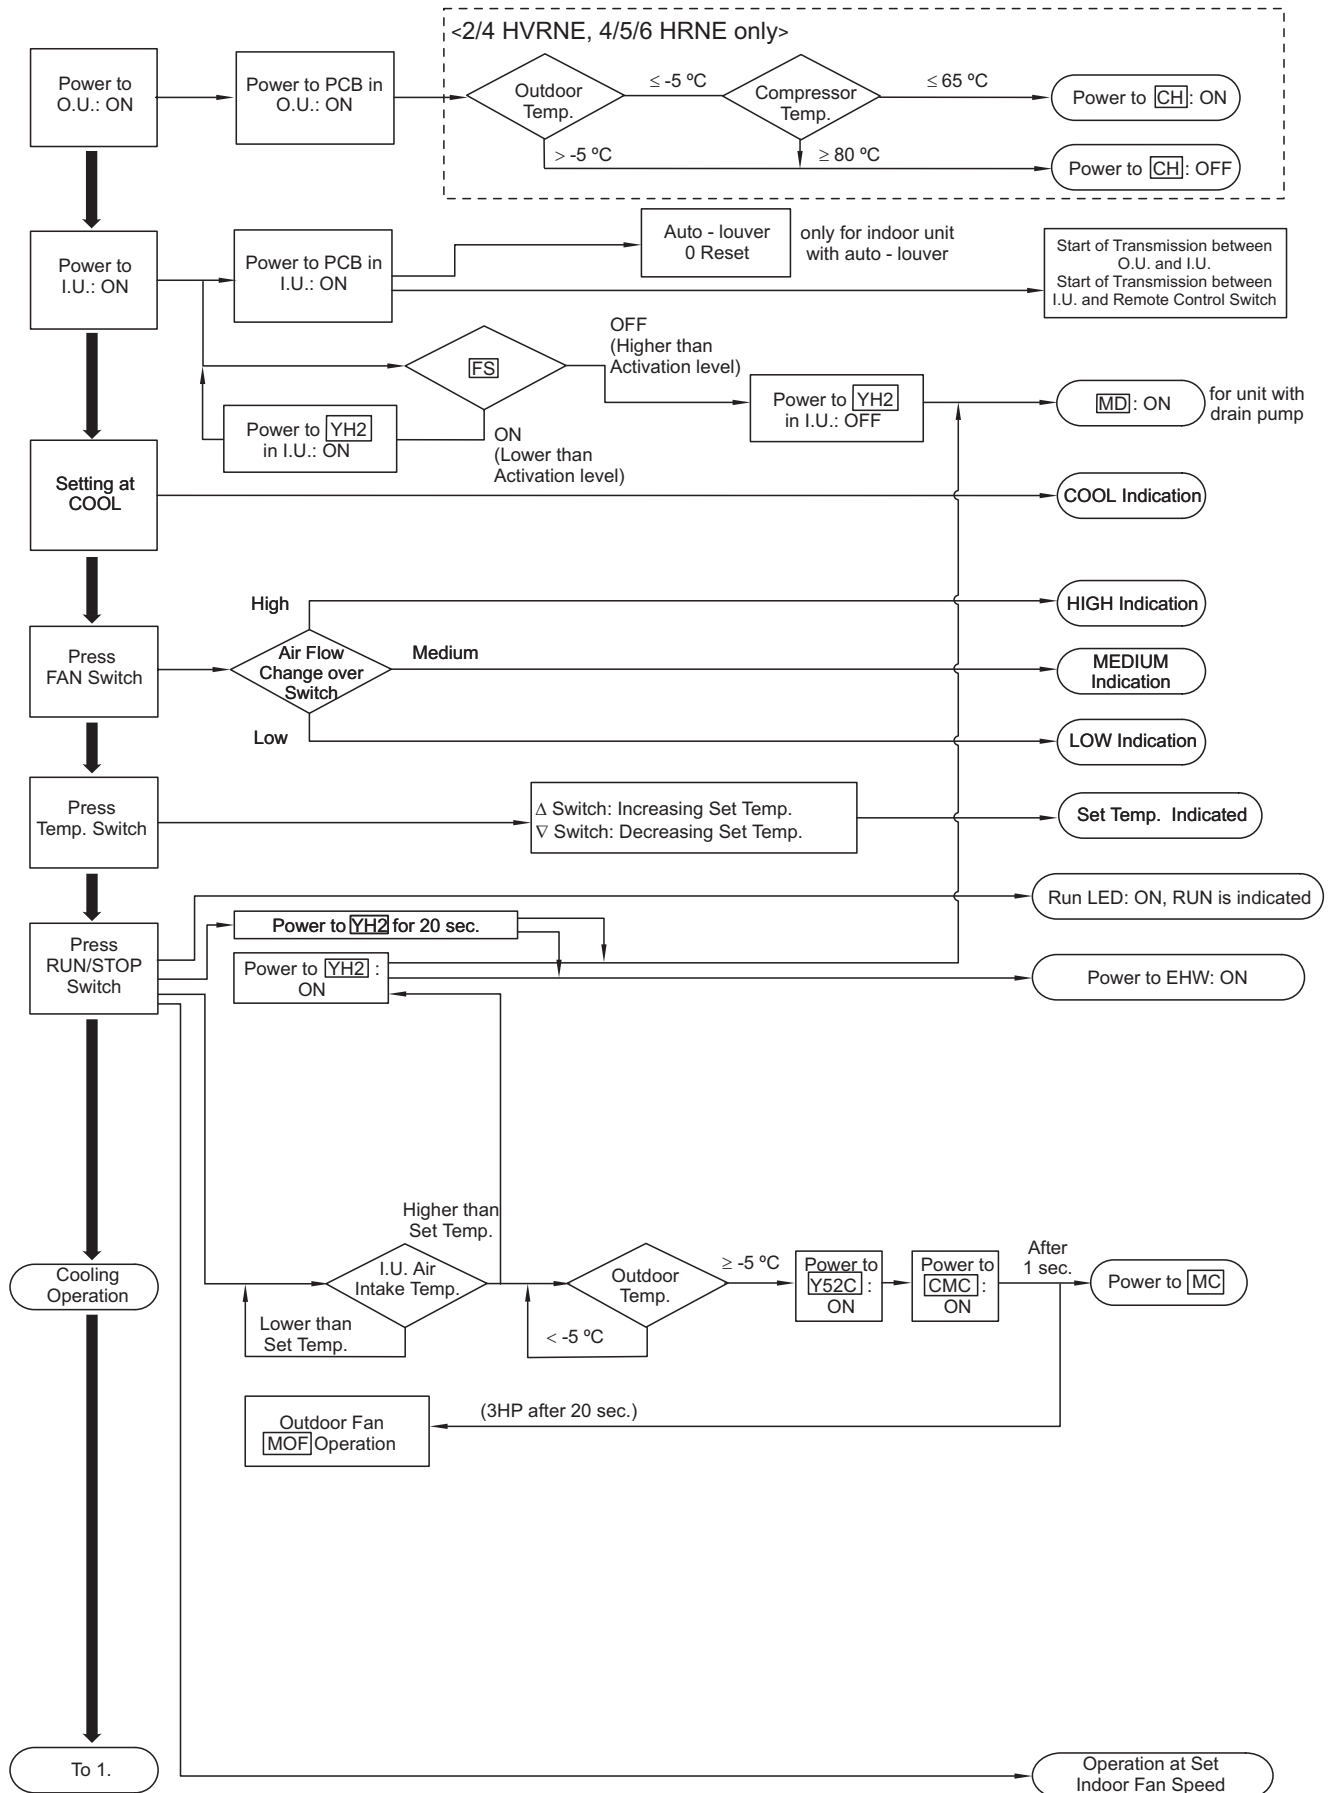 <2/4 HVRNE, 4/5/6 HRNE only>
Power to
O.U.: ON
Power to PCB in
O.U.: ON
Outdoor
Temp.
≤ -5 ºC
Compressor
Temp.
≤ 65 ºC
Power to CH: ON
> -5 ºC
≥ 80 ºC
Power to CH: OFF
Power to
I.U.: ON
Power to PCB in
I.U.: ON
Auto - louver
0 Reset
only for indoor unit
with auto - louver
Start of Transmission between
O.U. and I.U.
Start of Transmission between
I.U. and Remote Control Switch
FS
OFF
(Higher than
Activation level)
Power to YH2
in I.U.: OFF
MD: ON
for unit with
drain pump
Power to YH2
in I.U.: ON
ON
(Lower than
Activation level)
Setting at
COOL
COOL Indication
Press
FAN Switch
Air Flow
Change over
Switch
High
HIGH Indication
Medium
MEDIUM
Indication
Low
LOW Indication
Press
Temp. Switch
∆ Switch: Increasing Set Temp.
∇ Switch: Decreasing Set Temp.
Set Temp. Indicated
Press
RUN/STOP
Switch
Run LED: ON, RUN is indicated
Power to YH2 for 20 sec.
Power to YH2 :
ON
Power to EHW: ON
Higher than
Set Temp.
Cooling
Operation
I.U. Air
Intake Temp.
Lower than
Set Temp.
Outdoor
Temp.
≥ -5 ºC
< -5 ºC
Power to
Y52C :
ON
Power to
CMC :
ON
After
1 sec.
Power to MC
(3HP after 20 sec.)
Outdoor Fan
MOF Operation
To 1.
Operation at Set
Indoor Fan Speed